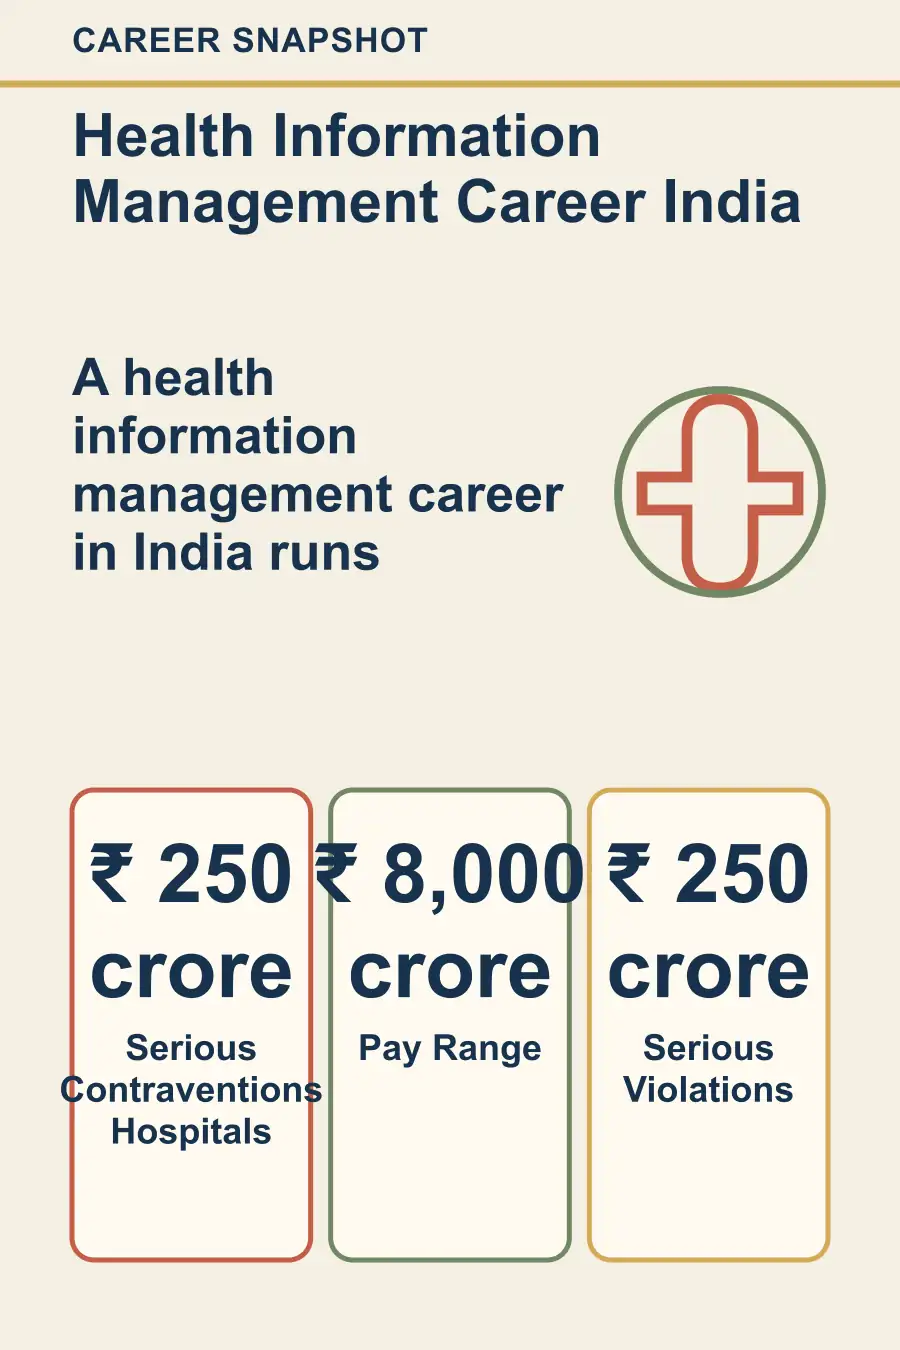 CAREER SNAPSHOT
Health Information
Management Career India
A health
information
management career
in India runs
₹ 250
crore
Serious
Contraventions
Hospitals
₹ 8,000
crore
Pay Range
₹ 250
crore
Serious
Violations